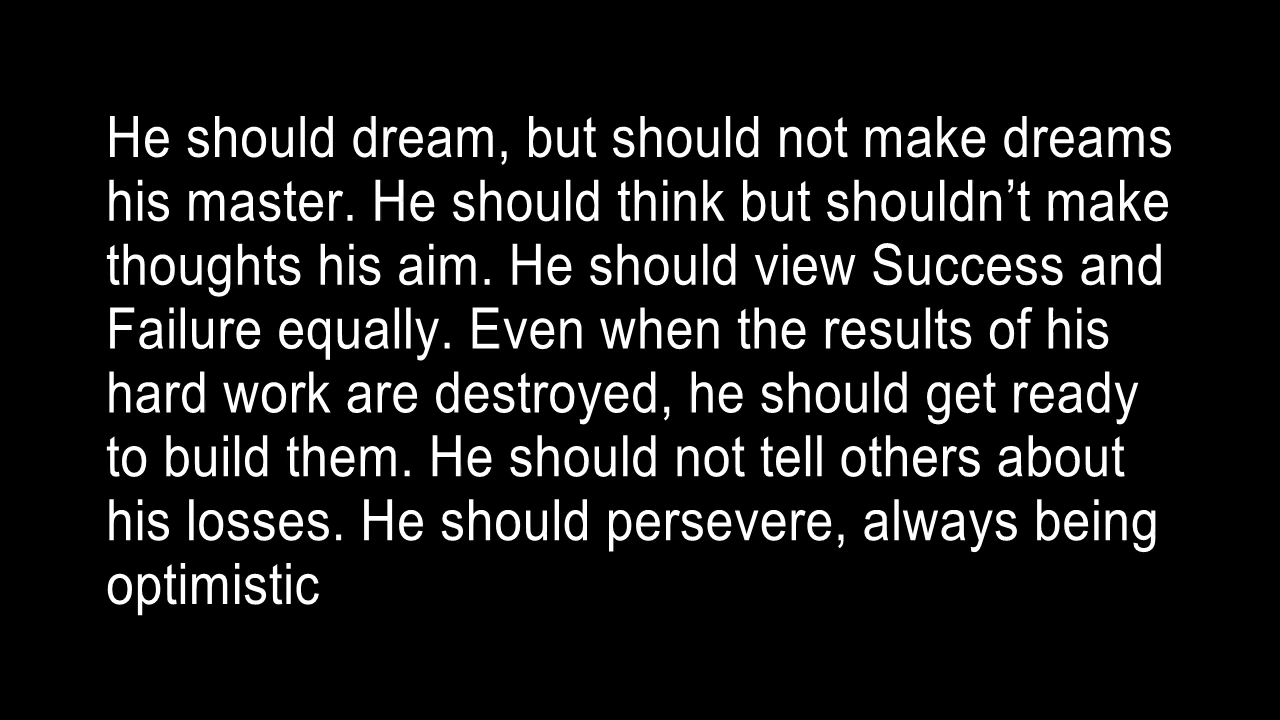 He should dream, but should not make dreams
his master. He should think but shouldn’t make
thoughts his aim. He should view Success and
Failure equally. Even when the results of his
hard work are destroyed, he should get ready
to build them. He should not tell others about
his losses. He should persevere, always being
optimistic